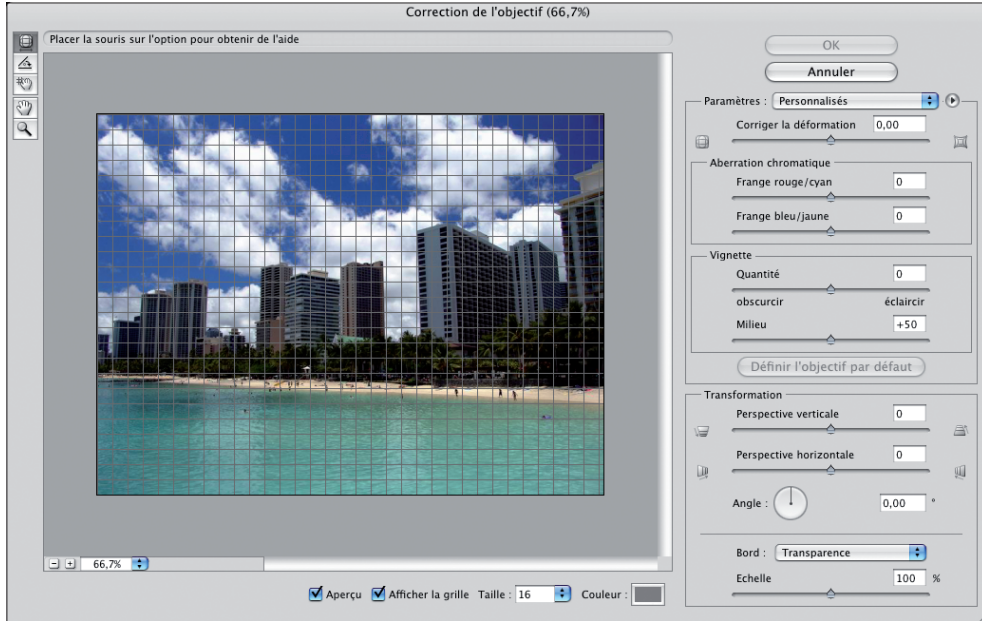 Correction de l'objectif (66,7%)
Placer la souris sur l'option pour obtenir de l'aide
OK
Annuler
Paramètres : Personnalisés
Corriger la déformation 0,00
Aberration chromatique
Frange rouge/cyan 0
Frange bleu/jaune 0
Vignette
Quantité 0
obscurcir éclaircir
Milieu +50
Définir l'objectif par défaut
Transformation
Perspective verticale 0
Perspective horizontale 0
Angle : 0,00 °
Bord : Transparence
Echelle 100 %
66,7%
Aperçu Afficher la grille Taille : 16 Couleur :